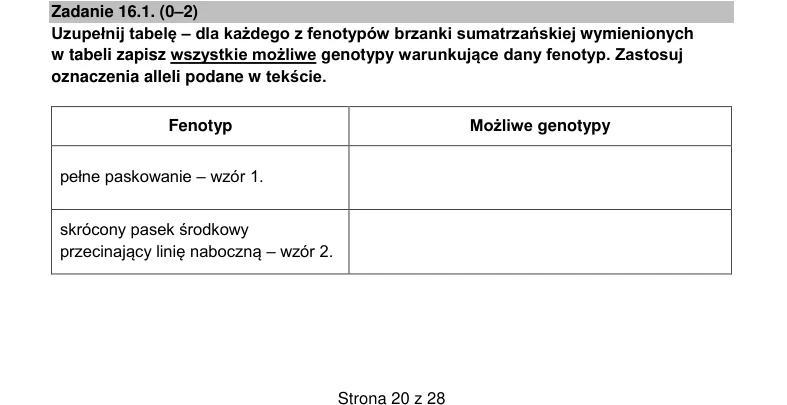 Zadanie 16.1. (0–2)
Uzupełnij tabelę – dla każdego z fenotypów brzanki sumatrzańskiej wymienionych
w tabeli zapisz wszystkie możliwe genotypy warunkujące dany fenotyp. Zastosuj
oznaczenia alleli podane w tekście.
Fenotyp
Możliwe genotypy
pełne paskowanie – wzór 1.
skrócony pasek środkowy
przecinający linię naboczną – wzór 2.
Strona 20 z 28